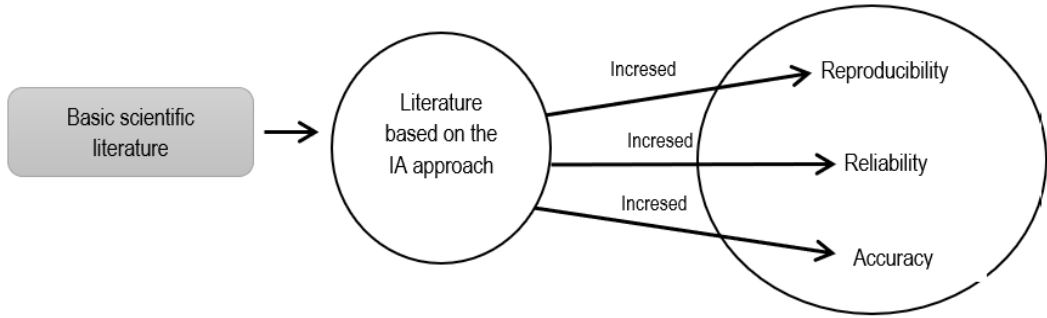 Basic scientific
literature
Literature
based on the
IA approach
Incresed
Reproducibility
Incresed
Reliability
Incresed
Accuracy